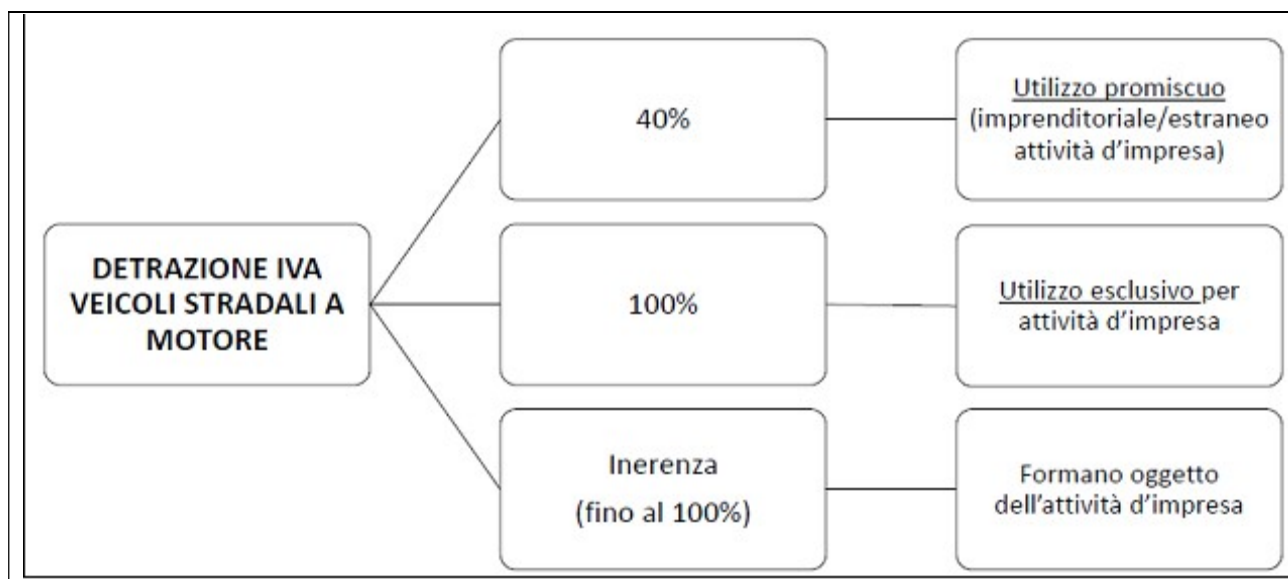 DETRAZIONE IVA
VEICOLI STRADALI A
MOTORE
40%
Utilizzo promiscuo
(imprenditoriale/estraneo
attività d’impresa)
100%
Utilizzo esclusivo per
attività d’impresa
Inerenza
(fino al 100%)
Formano oggetto
dell’attività d’impresa